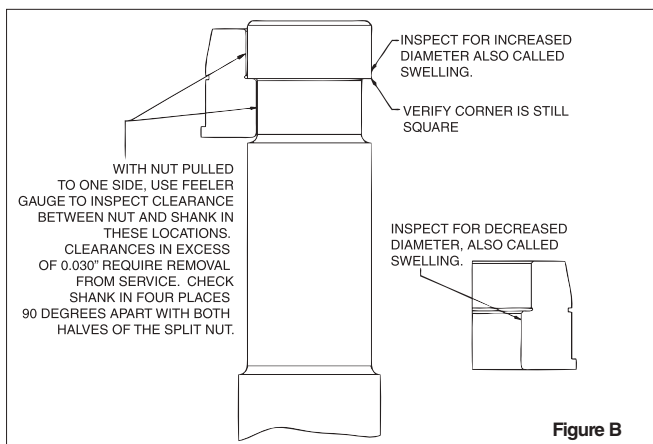 INSPECT FOR INCREASED
DIAMETER ALSO CALLED
SWELLING.
VERIFY CORNER IS STILL
SQUARE
WITH NUT PULLED
TO ONE SIDE, USE FEELER
GAUGE TO INSPECT CLEARANCE
BETWEEN NUT AND SHANK IN
THESE LOCATIONS.
CLEARANCES IN EXCESS
OF 0.030" REQUIRE REMOVAL
FROM SERVICE. CHECK
SHANK IN FOUR PLACES
90 DEGREES APART WITH BOTH
HALVES OF THE SPLIT NUT.
INSPECT FOR DECREASED
DIAMETER, ALSO CALLED
SWELLING.
Figure B